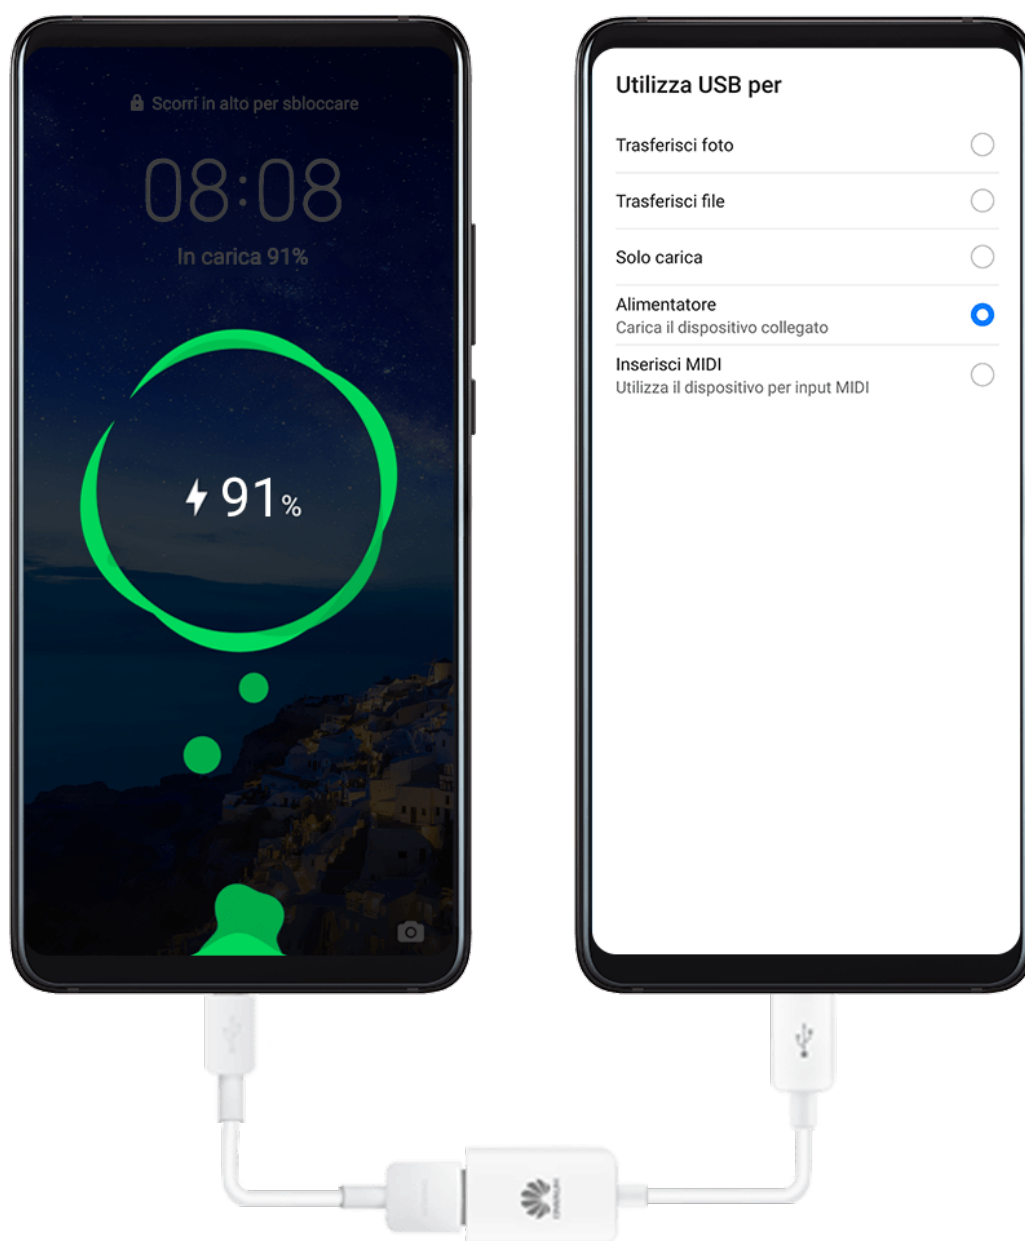 Scorri in alto per sbloccare
08:08
In carica 91%
91%
Utilizza USB per
Trasferisci foto
Trasferisci file
Solo carica
Alimentatore
Carica il dispositivo collegato
Inserisci MIDI
Utilizza il dispositivo per input MIDI
HUAWEI